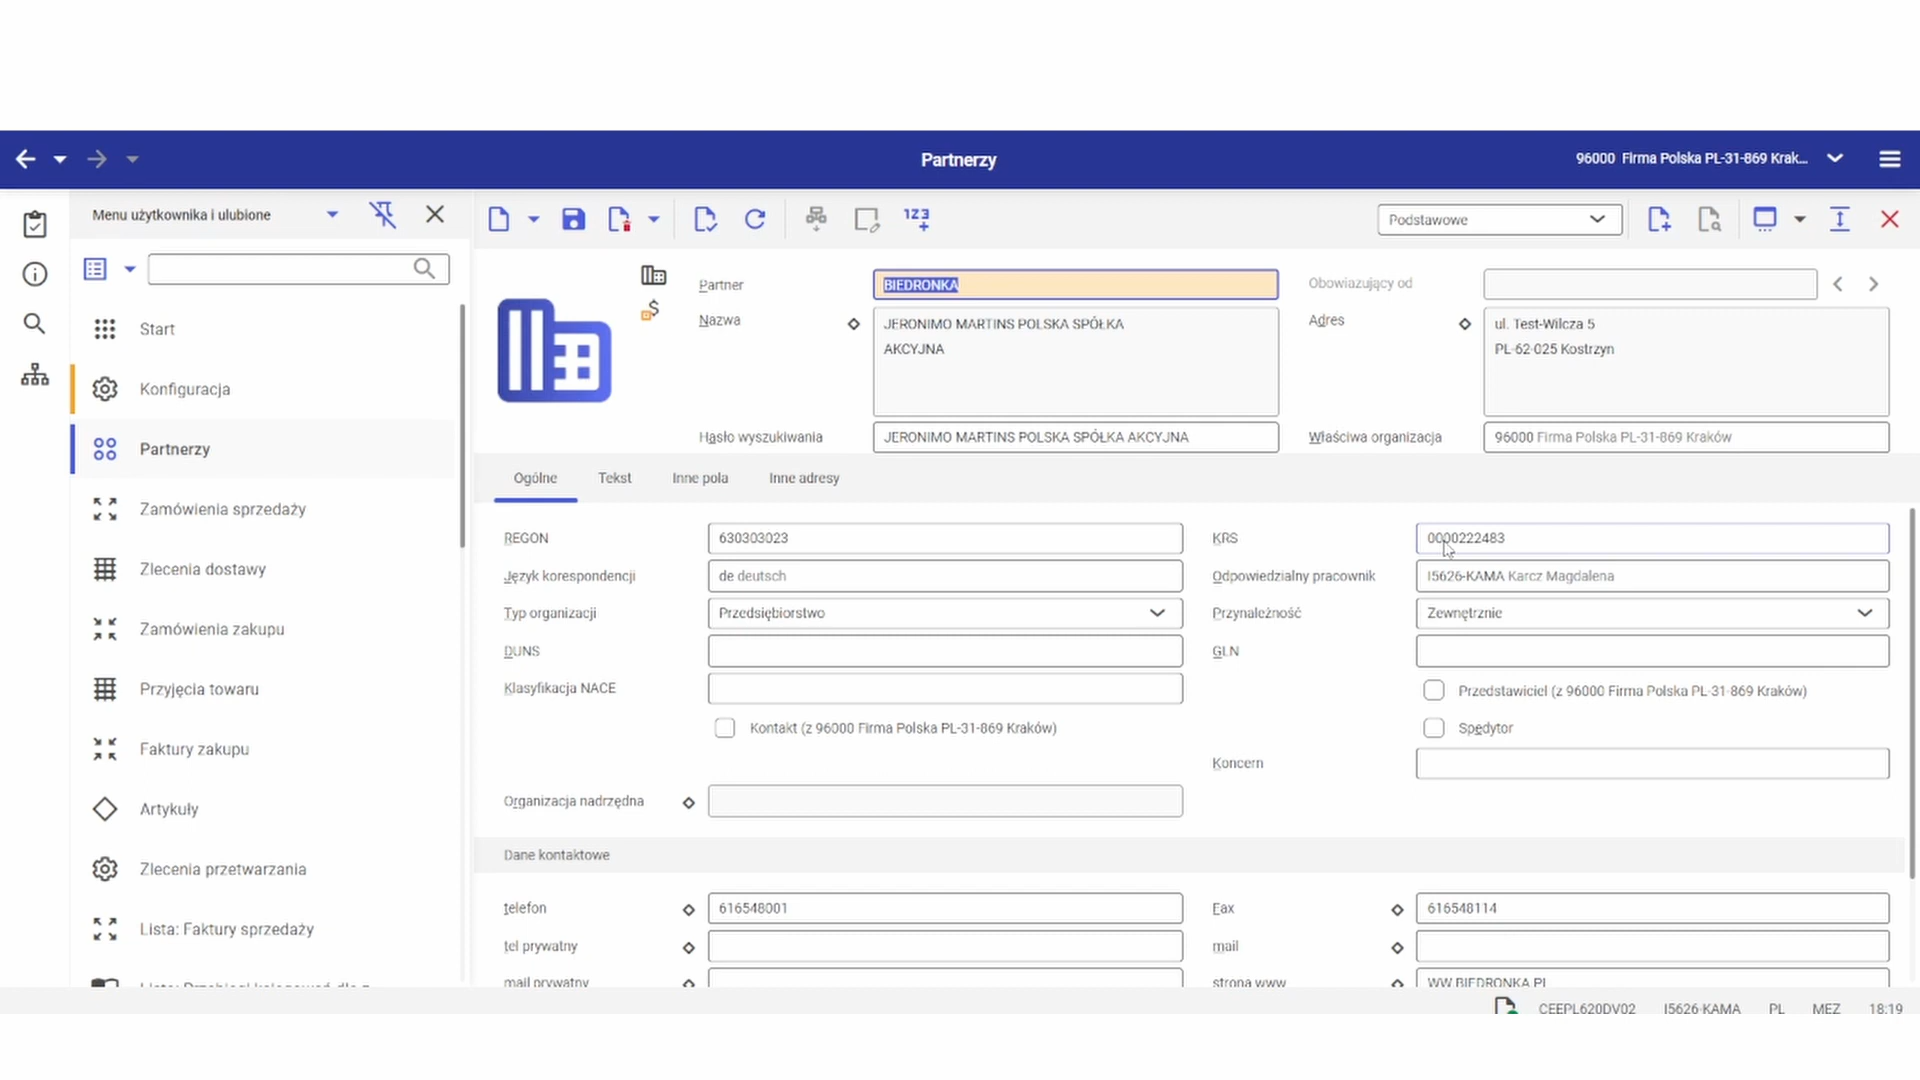 Partnerzy
96000 Firma Polska PL-31-869 Krak...
Menu użytkownika i ulubione
Start
Konfiguracja
Partnerzy
Zamówienia sprzedaży
Zlecenia dostawy
Zamówienia zakupu
Przyjęcia towaru
Faktury zakupu
Artykuły
Zlecenia przetwarzania
Lista: Faktury sprzedaży
123
Podstawowe
Partner
BIEDRONKA
Obowiązujący od
Nazwa
JERONIMO MARTINS POLSKA SPÓŁKA
AKCYJNA
Adres
ul. Test-Wilcza 5
PL-62-025 Kostrzyn
Hasło wyszukiwania
JERONIMO MARTINS POLSKA SPÓŁKA AKCYJNA
Właściwa organizacja
96000 Firma Polska PL-31-869 Kraków
Ogólne Tekst Inne pola Inne adresy
REGON
630303023
KRS
0000222483
Język korespondencji
de deutsch
Odpowiedzialny pracownik
I5626-KAMA Karcz Magdalena
Typ organizacji
Przedsiębiorstwo
Przynależność
Zewnętrznie
DUNS
GLN
Klasyfikacja NACE
Przedstawiciel (z 96000 Firma Polska PL-31-869 Kraków)
Kontakt (z 96000 Firma Polska PL-31-869 Kraków)
Spedytor
Koncern
Organizacja nadrzędna
Dane kontaktowe
telefon
616548001
Fax
616548114
tel prywatny
mail
mail prywatny
strona www
WW.BIEDRONKA.PL
CEEPL620DV02 I5626-KAMA PL MEZ 18:19